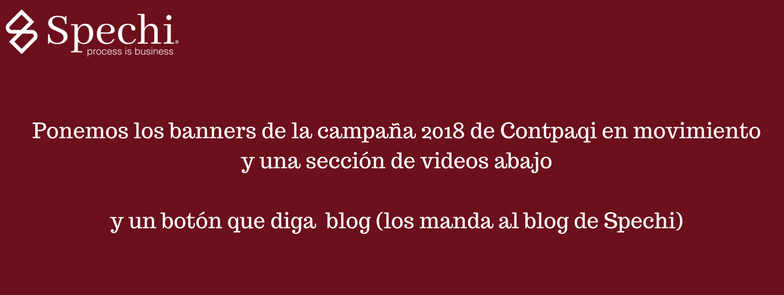 Spechi®
process is business
Ponemos los banners de la campaña 2018 de Contpaqi en movimiento
y una sección de videos abajo
y un botón que diga blog (los manda al blog de Spechi)